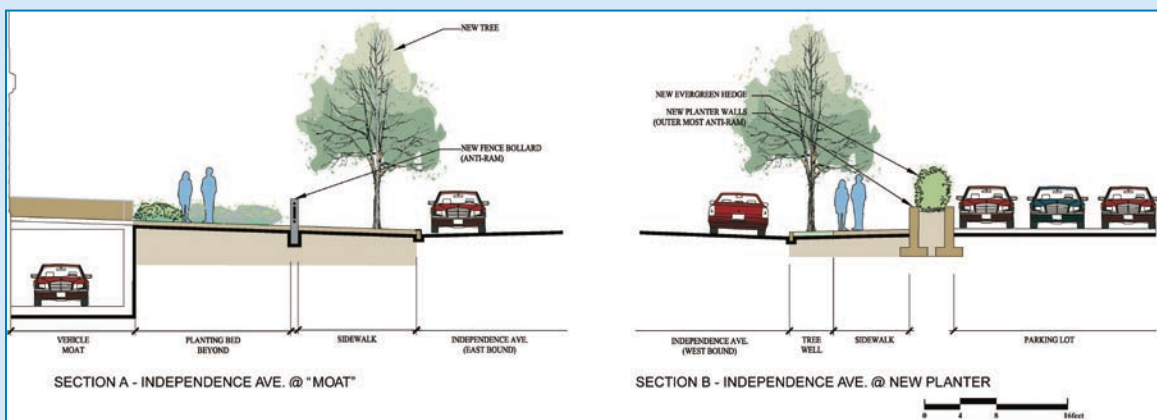 NEW TREE
NEW FENCE BOLLARD
(ANTI-RAM)
VEHICLE
MOAT
PLANTING BED
BEYOND
SIDEWALK
INDEPENDENCE AVE.
(EAST BOUND)
SECTION A - INDEPENDENCE AVE. @ "MOAT"
NEW EVERGREEN HEDGE
NEW PLANTER WALLS
(OUTER MOST ANTI-RAM)
INDEPENDENCE AVE.
(WEST BOUND)
TREE
WELL
SIDEWALK
PARKING LOT
SECTION B - INDEPENDENCE AVE. @ NEW PLANTER
0 4 8 16feet